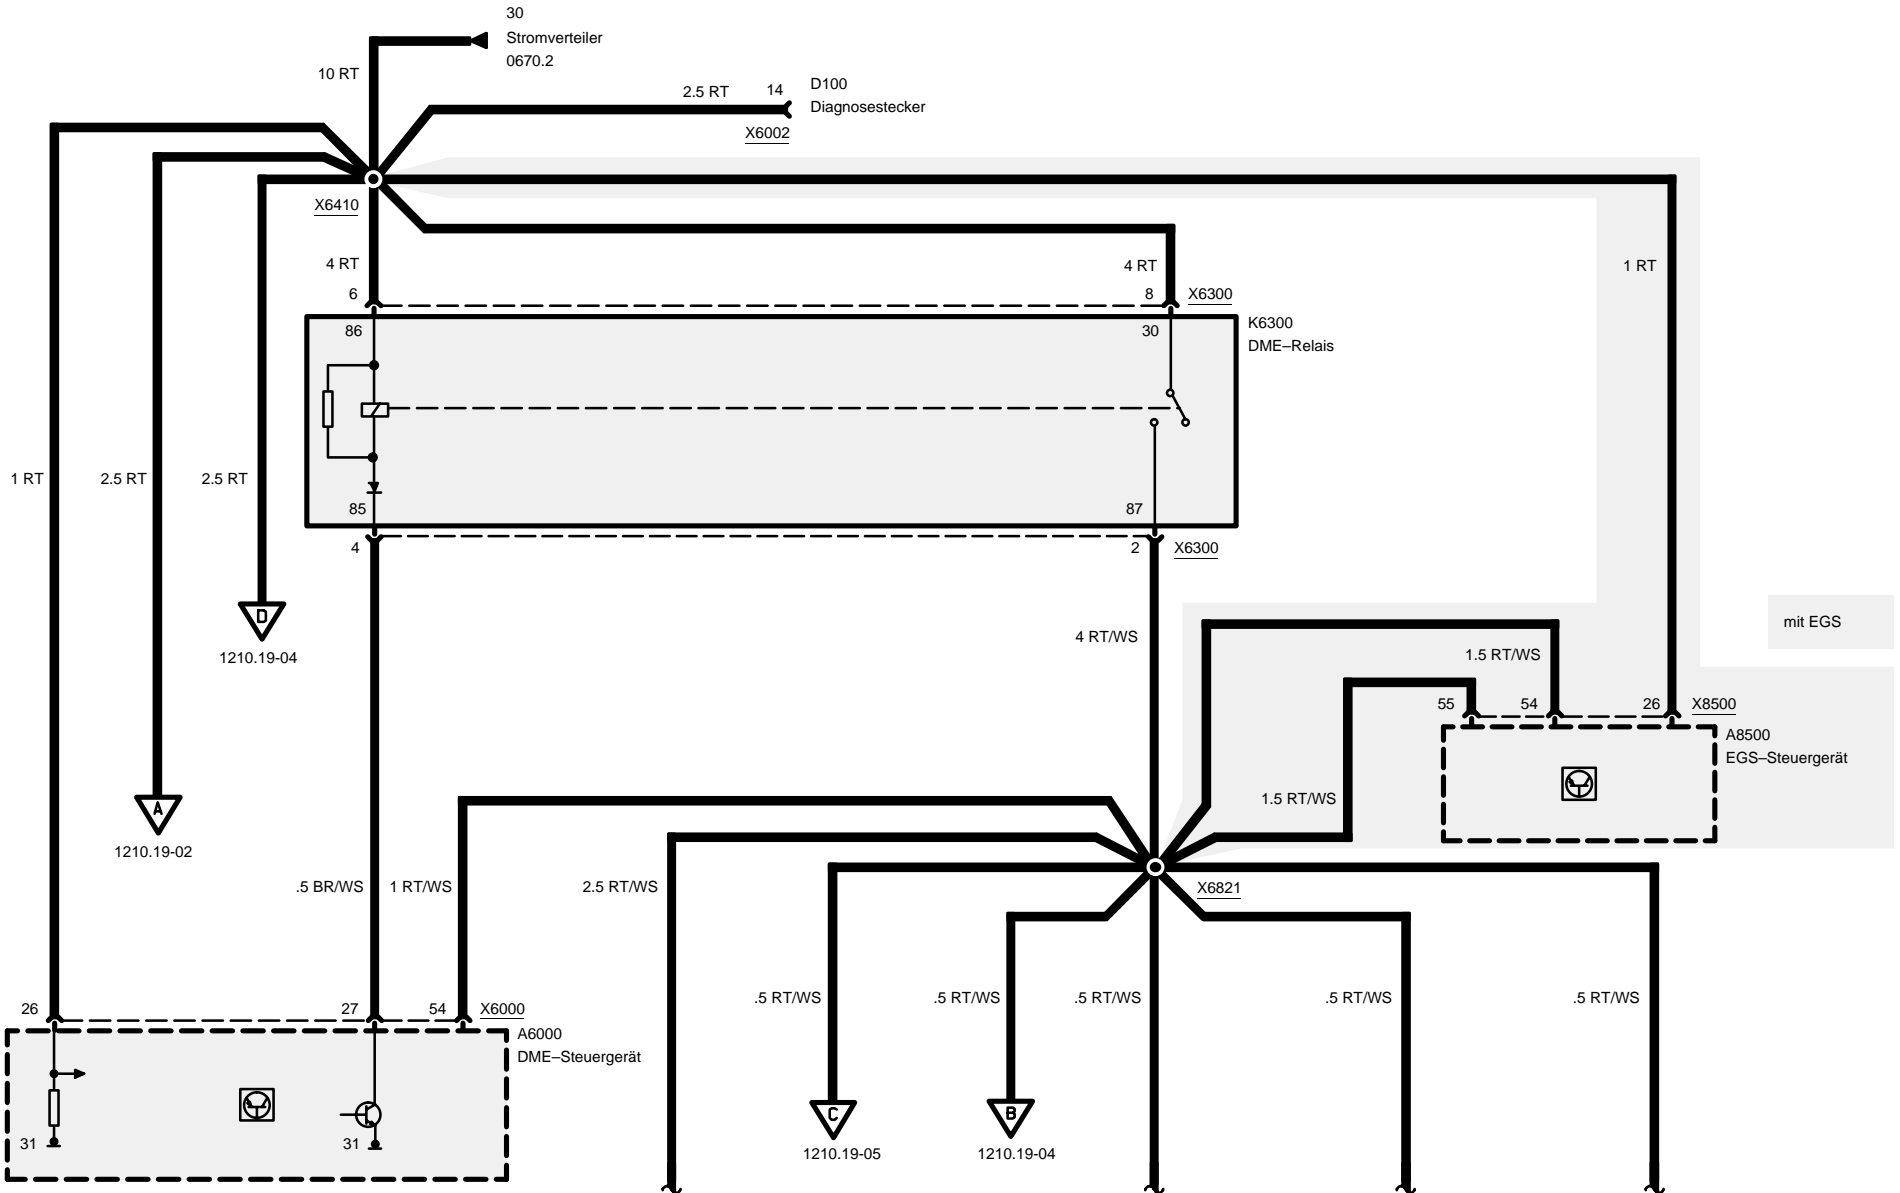 30
Stromverteiler
0670.2
10 RT
2.5 RT
14
D100
Diagnosestecker
X6002
X6410
4 RT
4 RT
1 RT
6
8
X6300
86
30
K6300
DME–Relais
1 RT
2.5 RT
2.5 RT
85
87
4
2
X6300
D
1210.19-04
4 RT/WS
mit EGS
1.5 RT/WS
55
54
26
X8500
A8500
EGS–Steuergerät
1.5 RT/WS
A
1210.19-02
.5 BR/WS
1 RT/WS
2.5 RT/WS
X6821
.5 RT/WS
.5 RT/WS
.5 RT/WS
.5 RT/WS
.5 RT/WS
26
27
54
X6000
A6000
DME–Steuergerät
31
31
C
B
1210.19-05
1210.19-04